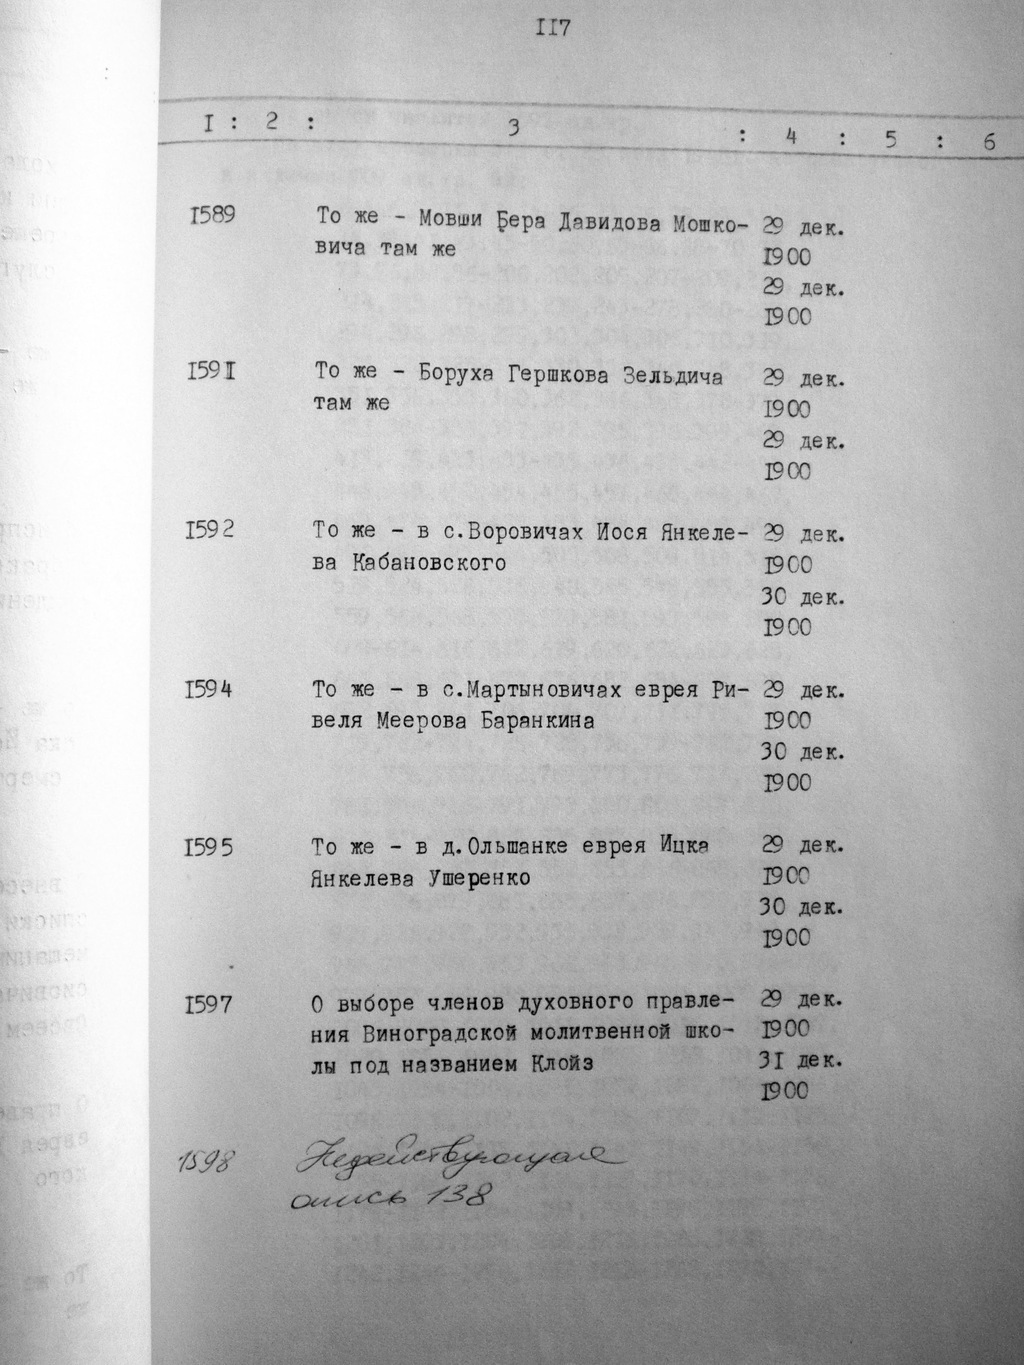 II7
I : 2 : 3 : 4 : 5 : 6
I589 То же - Мовши Бера Давидова Мошко- 29 дек.
вича там же I900
29 дек.
I900
I59I То же - Боруха Гершкова Зельдича 29 дек.
там же I900
29 дек.
I900
I592 То же - в с.Воровичах Иося Янкеле- 29 дек.
ва Кабановского I900
30 дек.
I900
I594 То же - в с.Мартыновичах еврея Ри- 29 дек.
веля Меерова Баранкина I900
30 дек.
I900
I595 То же - в д.Ольшанке еврея Ицка 29 дек.
Янкелева Ушеренко I900
30 дек.
I900
I597 О выборе членов духовного правле- 29 дек.
ния Виноградской молитвенной шко- I900
лы под названием Клойз 31 дек.
I900
1598 Недействующая
опись 138